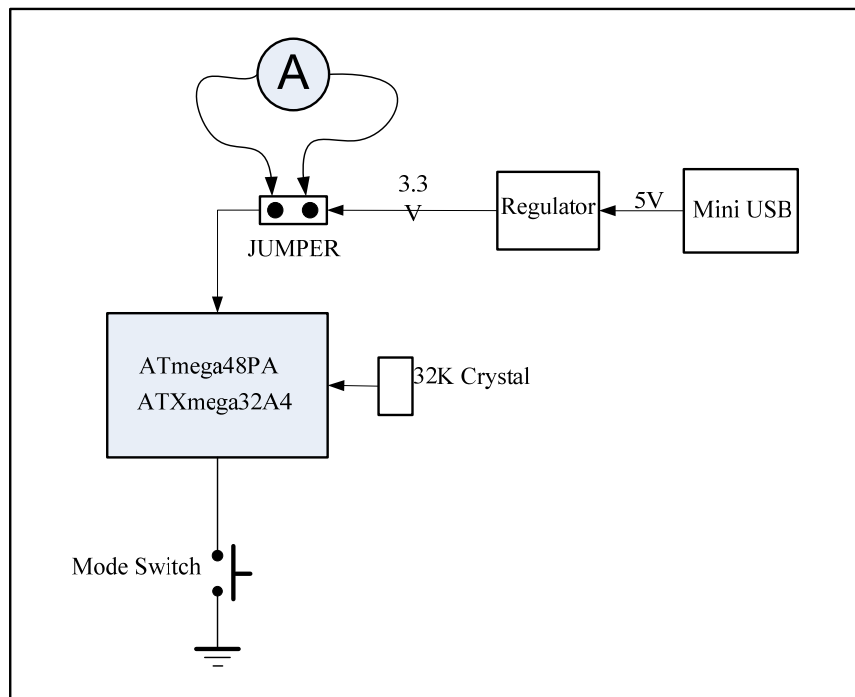 A
3.3
V
Regulator
5V
Mini USB
JUMPER
ATmega48PA
ATXmega32A4
32K Crystal
Mode Switch